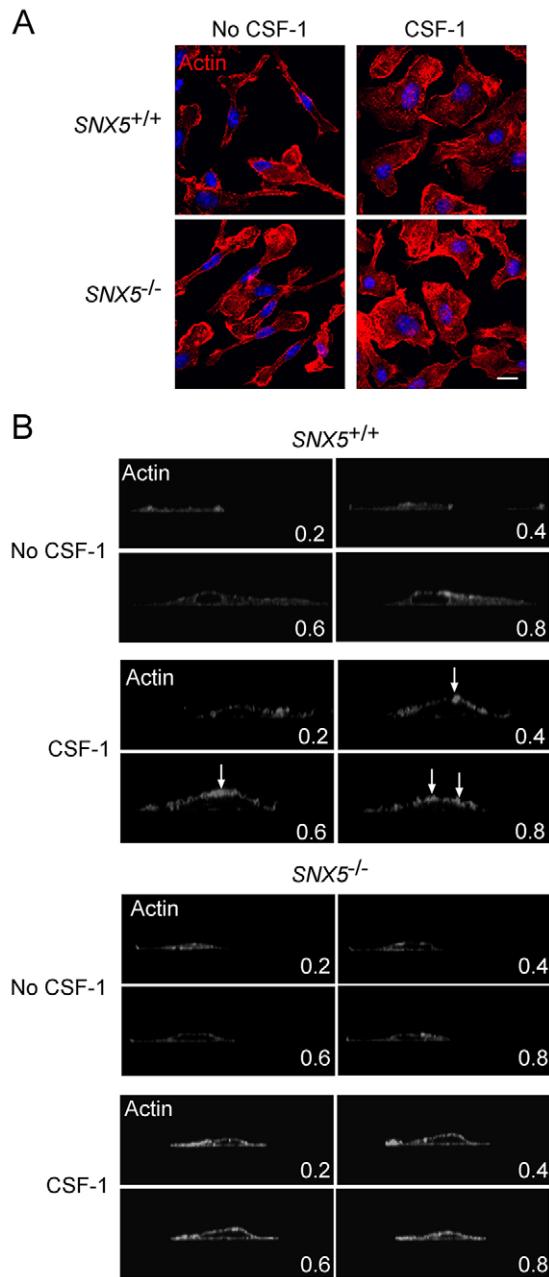 A
No CSF-1 CSF-1
Actin
SNX5+/+
SNX5-/-
B
SNX5+/+
Actin
0.2 0.4
No CSF-1
0.6 0.8
Actin
0.2 0.4
CSF-1
0.6 0.8
SNX5-/-
Actin
0.2 0.4
No CSF-1
0.6 0.8
Actin
0.2 0.4
CSF-1
0.6 0.8